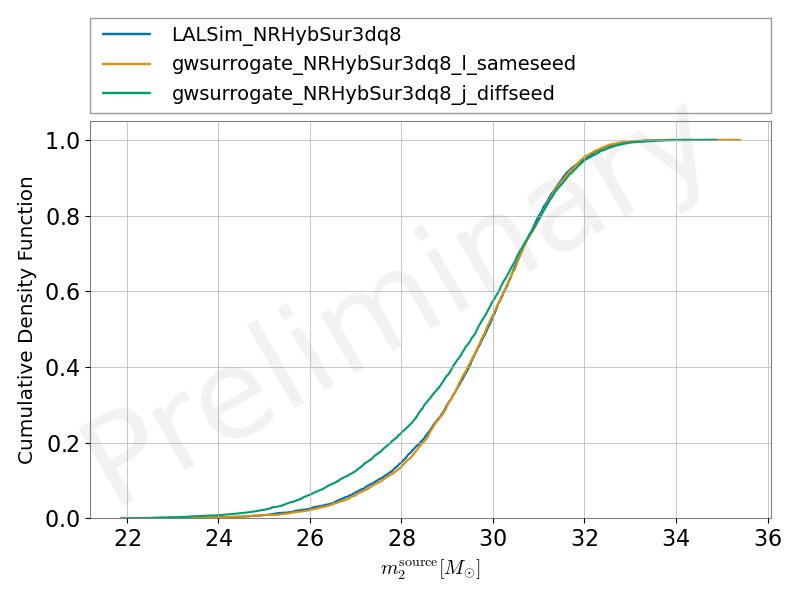 LALSim_NRHybSur3dq8
gwsurrogate_NRHybSur3dq8_l_sameseed
gwsurrogate_NRHybSur3dq8_j_diffseed
1.0
0.8
0.6
0.4
0.2
0.0
Cumulative Density Function
Preliminary
22 24 26 28 30 32 34 36
m₂^source [M_⊙]